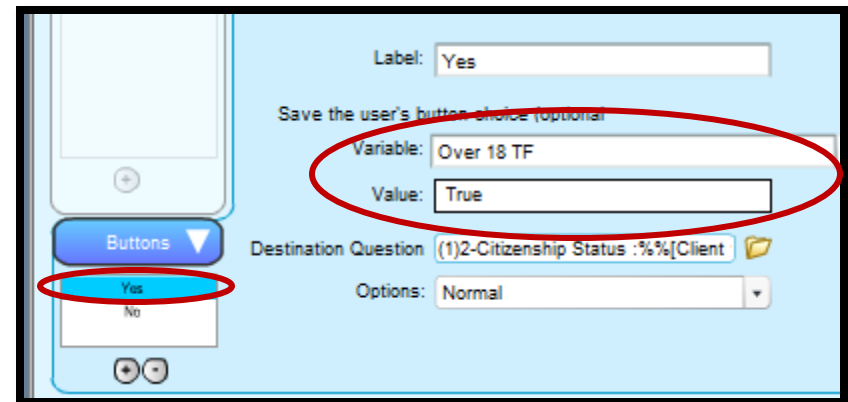 Label: Yes
Save the user's button choice (optional
Variable: Over 18 TF
Value: True
Buttons
Destination Question (1)2-Citizenship Status :%%[Client
Yes
Options: Normal
No